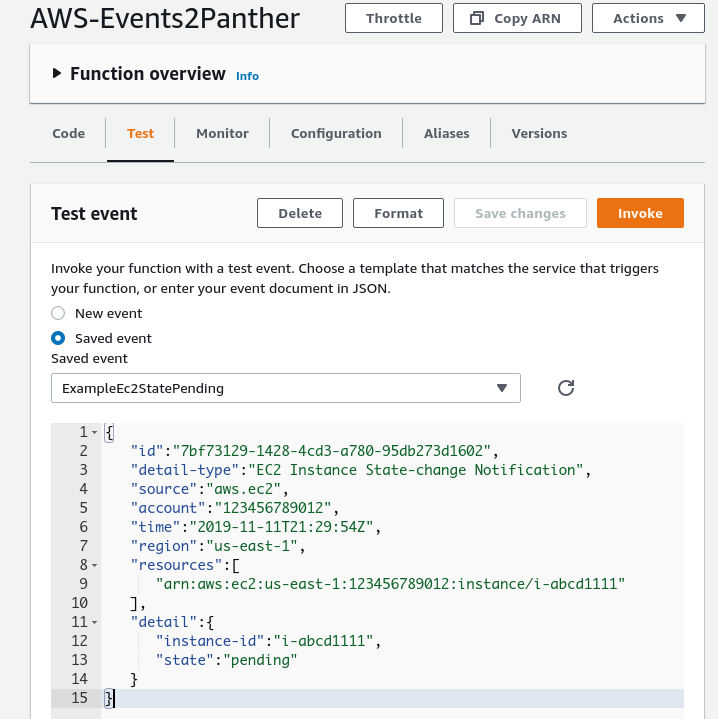 AWS-Events2Panther
Throttle
Copy ARN
Actions
Function overview Info
Code
Test
Monitor
Configuration
Aliases
Versions
Test event
Delete
Format
Save changes
Invoke
Invoke your function with a test event. Choose a template that matches the service that triggers
your function, or enter your event document in JSON.
New event
Saved event
Saved event
ExampleEc2StatePending
1 {
2 "id":"7bf73129-1428-4cd3-a780-95db273d1602",
3 "detail-type":"EC2 Instance State-change Notification",
4 "source":"aws.ec2",
5 "account":"123456789012",
6 "time":"2019-11-11T21:29:54Z",
7 "region":"us-east-1",
8 "resources":[
9 "arn:aws:ec2:us-east-1:123456789012:instance/i-abcd1111"
10 ],
11 "detail":{
12 "instance-id":"i-abcd1111",
13 "state":"pending"
14 }
15 }